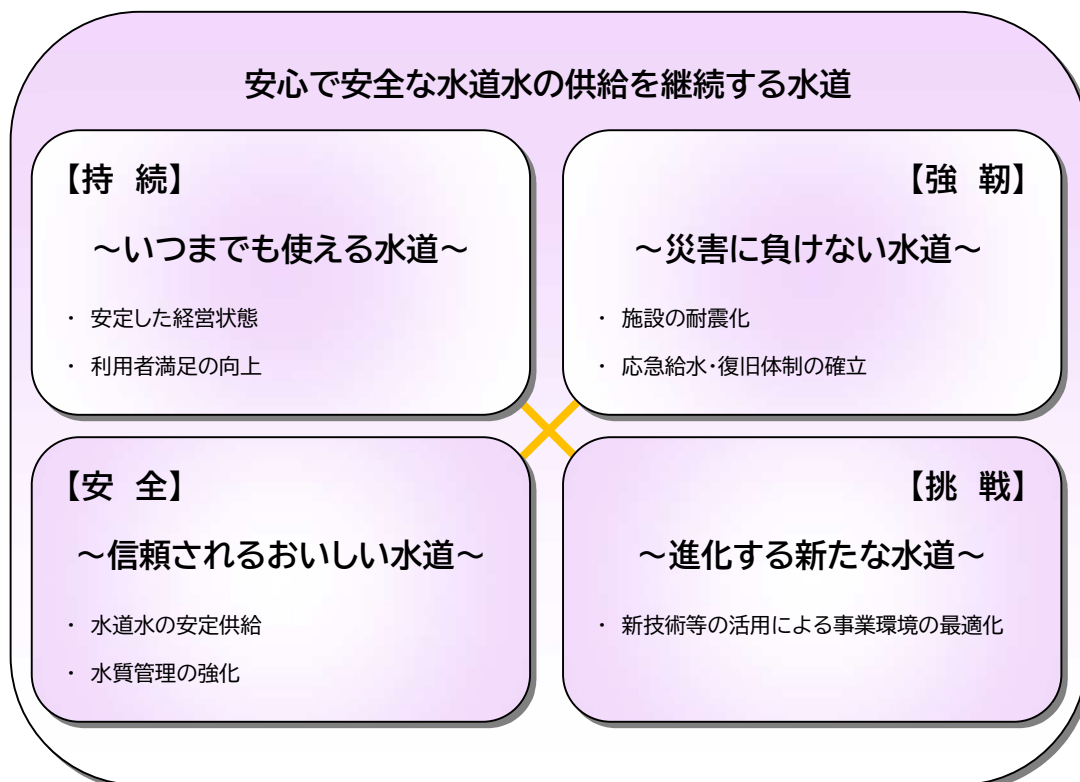 安心で安全な水道水の供給を継続する水道
【持　続】
～いつまでも使える水道～
・ 安定した経営状態
・ 利用者満足の向上
【強　靭】
～災害に負けない水道～
・ 施設の耐震化
・ 応急給水・復旧体制の確立
【安　全】
～信頼されるおいしい水道～
・ 水道水の安定供給
・ 水質管理の強化
【挑　戦】
～進化する新たな水道～
・ 新技術等の活用による事業環境の最適化